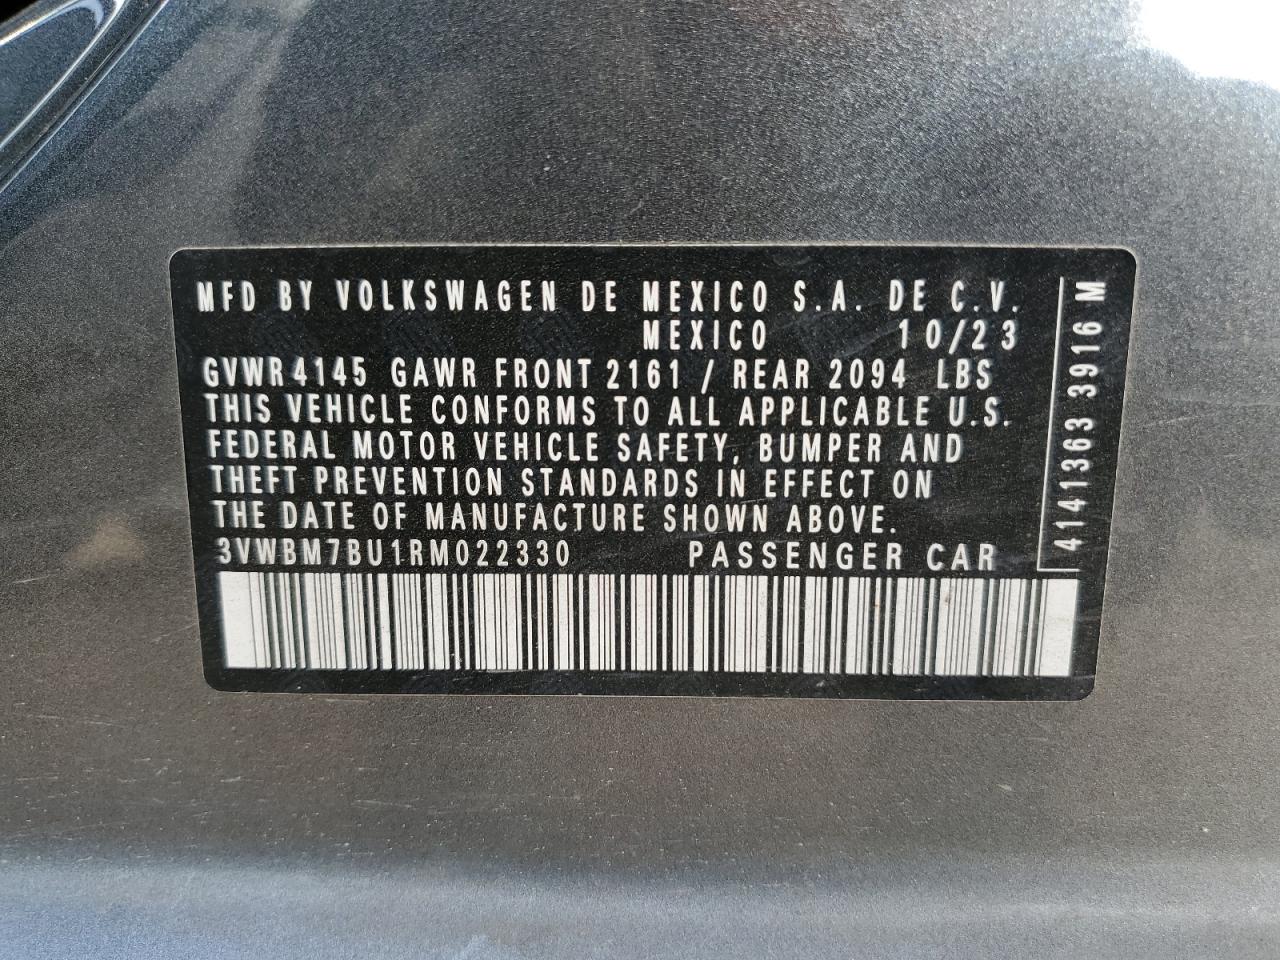 MFD BY VOLKSWAGEN DE MEXICO S.A. DE C.V.
MEXICO 10/23
GVWR 4145 GAWR FRONT 2161 / REAR 2094 LBS
THIS VEHICLE CONFORMS TO ALL APPLICABLE U.S.
FEDERAL MOTOR VEHICLE SAFETY, BUMPER AND
THEFT PREVENTION STANDARDS IN EFFECT ON
THE DATE OF MANUFACTURE SHOWN ABOVE.
3VWBM7BU1RM022330 PASSENGER CAR
4141363 3916 M